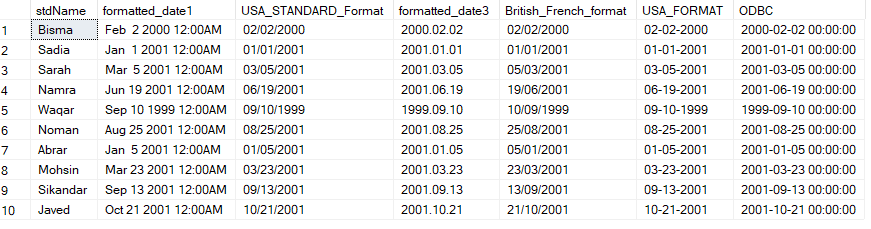 stdName formatted_date1 USA_STANDARD_Format formatted_date3 British_French_format USA_FORMAT ODBC
1 Bisma Feb 2 2000 12:00AM 02/02/2000 2000.02.02 02/02/2000 02-02-2000 2000-02-02 00:00:00
2 Sadia Jan 1 2001 12:00AM 01/01/2001 2001.01.01 01/01/2001 01-01-2001 2001-01-01 00:00:00
3 Sarah Mar 5 2001 12:00AM 03/05/2001 2001.03.05 05/03/2001 03-05-2001 2001-03-05 00:00:00
4 Namra Jun 19 2001 12:00AM 06/19/2001 2001.06.19 19/06/2001 06-19-2001 2001-06-19 00:00:00
5 Waqar Sep 10 1999 12:00AM 09/10/1999 1999.09.10 10/09/1999 09-10-1999 1999-09-10 00:00:00
6 Noman Aug 25 2001 12:00AM 08/25/2001 2001.08.25 25/08/2001 08-25-2001 2001-08-25 00:00:00
7 Abrar Jan 5 2001 12:00AM 01/05/2001 2001.01.05 05/01/2001 01-05-2001 2001-01-05 00:00:00
8 Mohsin Mar 23 2001 12:00AM 03/23/2001 2001.03.23 23/03/2001 03-23-2001 2001-03-23 00:00:00
9 Sikandar Sep 13 2001 12:00AM 09/13/2001 2001.09.13 13/09/2001 09-13-2001 2001-09-13 00:00:00
10 Javed Oct 21 2001 12:00AM 10/21/2001 2001.10.21 21/10/2001 10-21-2001 2001-10-21 00:00:00